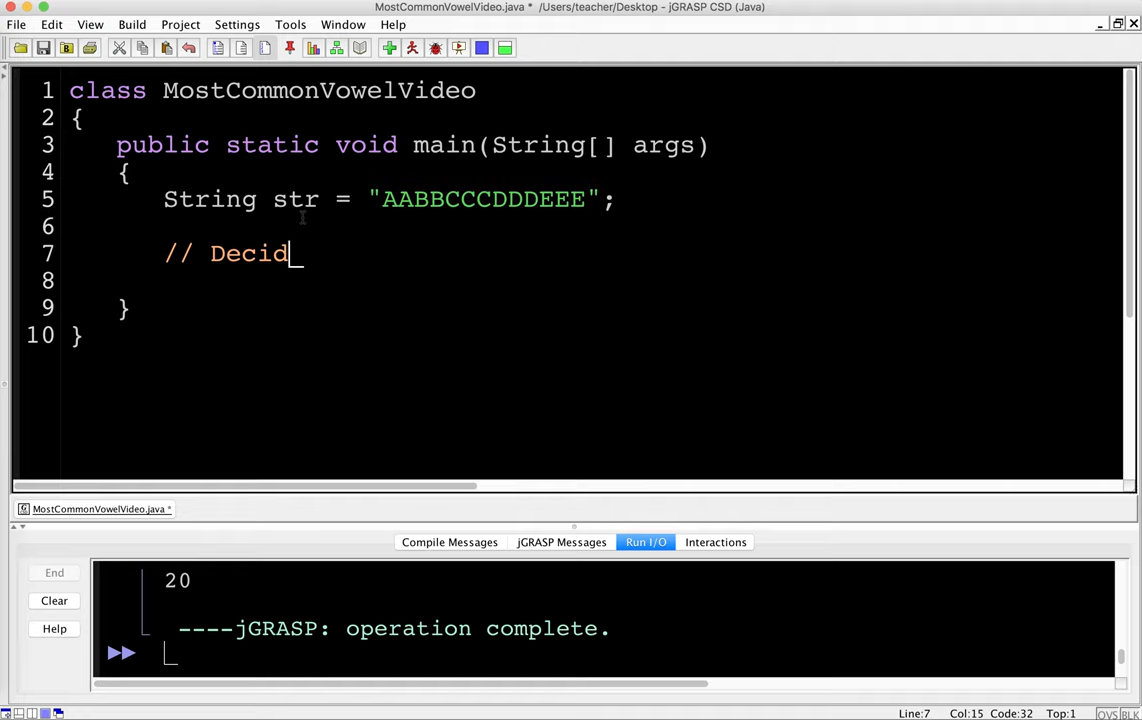 MostCommonVowelVideo.java * /Users/teacher/Desktop - jGRASP CSD (Java)
File Edit View Build Project Settings Tools Window Help
1 class MostCommonVowelVideo
2 {
3 public static void main(String[] args)
4 {
5 String str = "AABBCCCDDDEEE";
6
7 // Decid
8
9 }
10 }
MostCommonVowelVideo.java *
Compile Messages jGRASP Messages Run I/O Interactions
End
Clear
Help
20
----jGRASP: operation complete.
Line:7 Col:15 Code:32 Top:1 OVS BLK